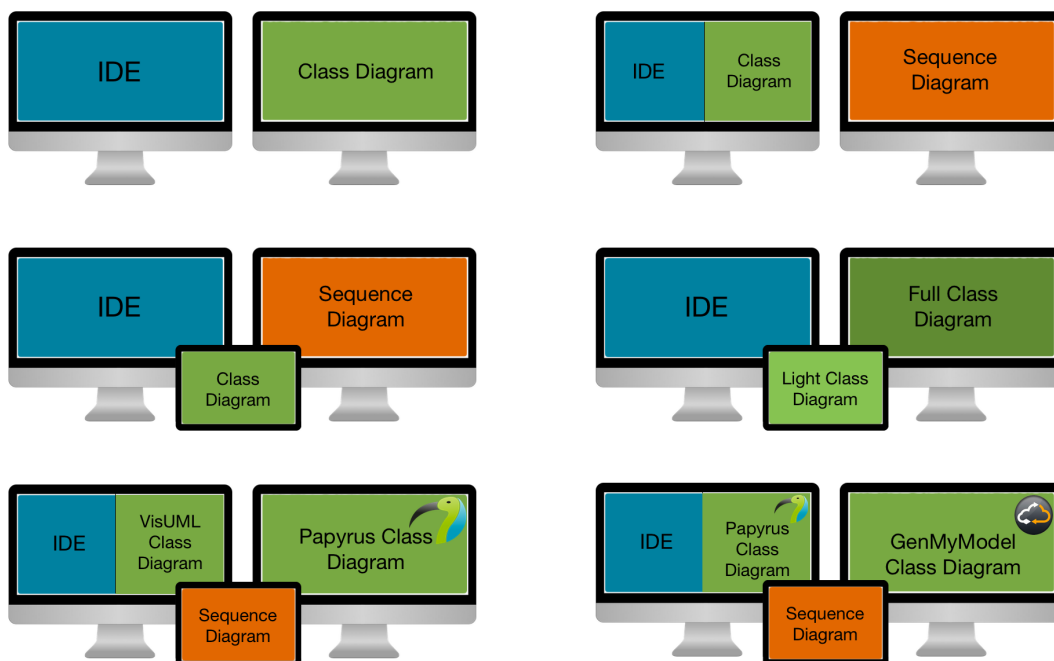 IDE
Class Diagram
IDE
Class
Diagram
Sequence
Diagram
IDE
Sequence
Diagram
Class
Diagram
IDE
Full Class
Diagram
Light Class
Diagram
IDE
VisUML
Class
Diagram
Papyrus Class
Diagram
Sequence
Diagram
IDE
Papyrus
Class
Diagram
GenMyModel
Class Diagram
Sequence
Diagram